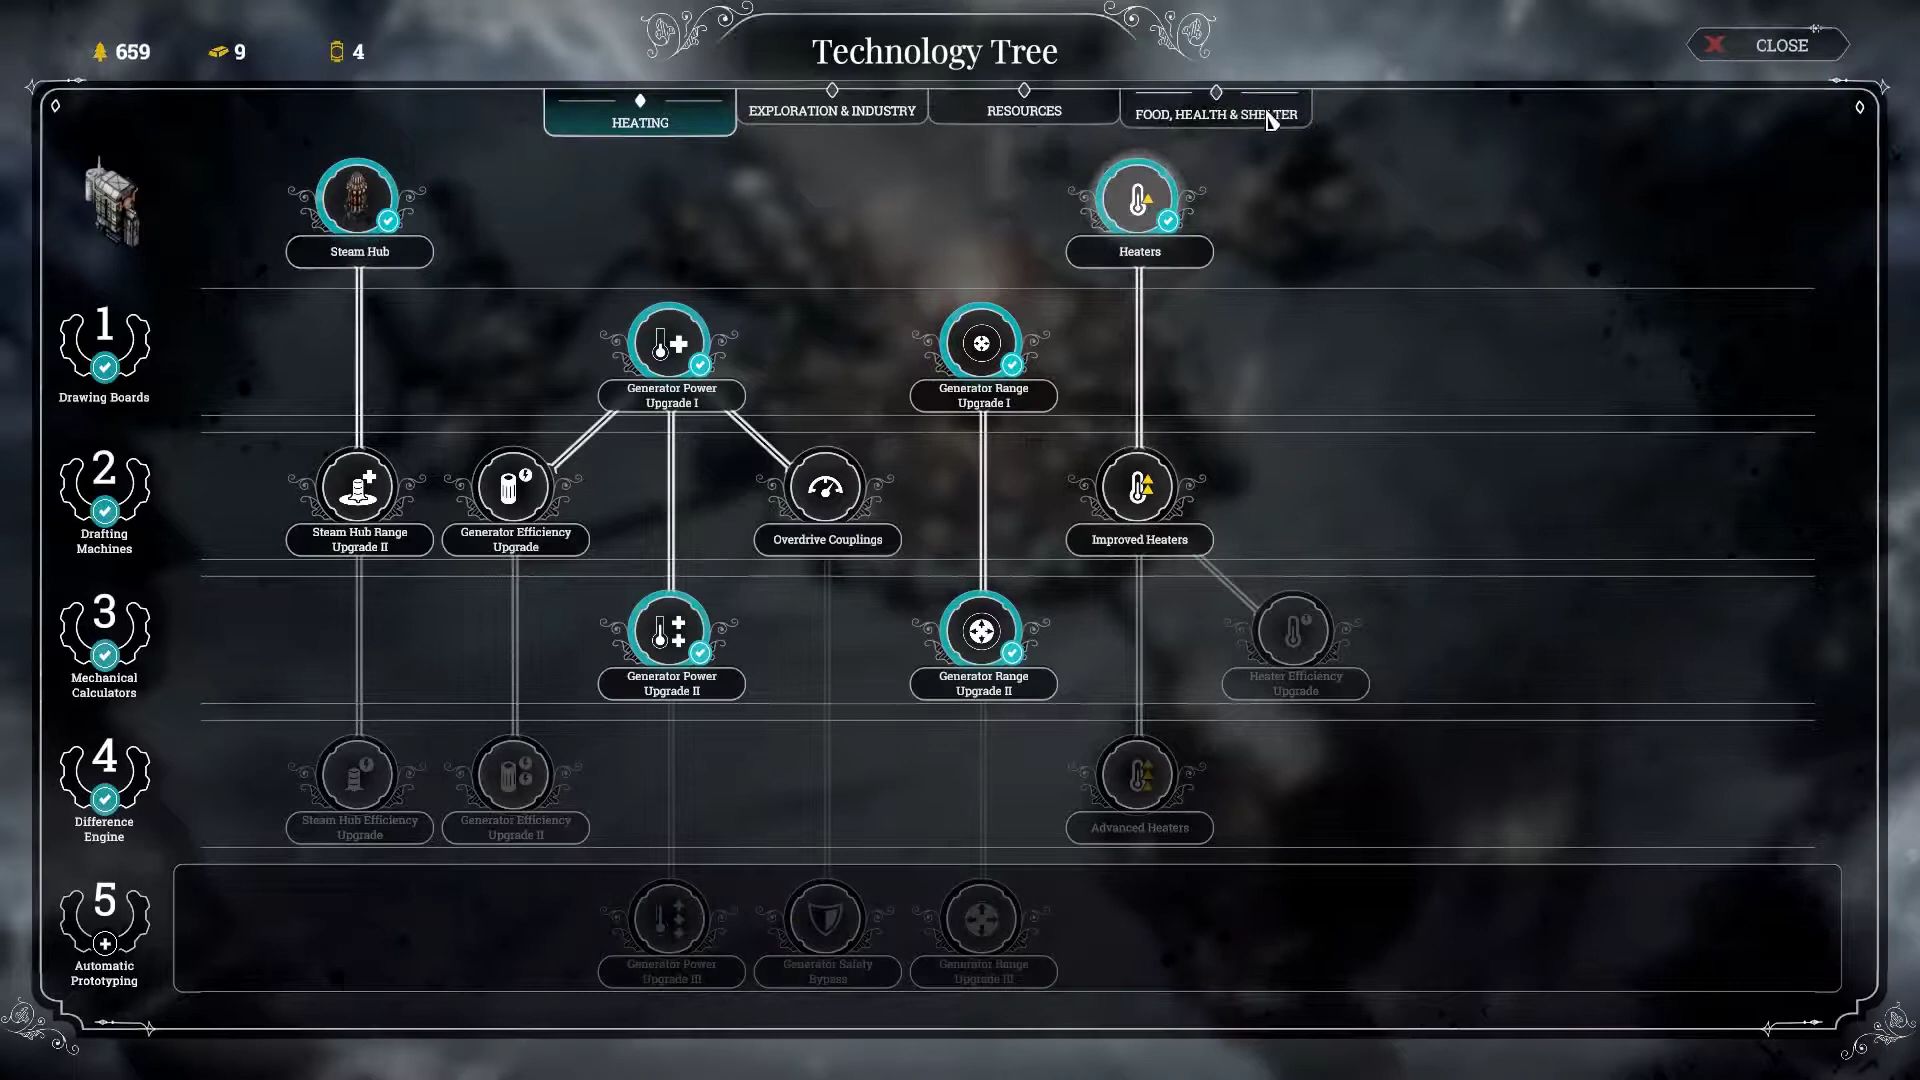 659
9
4
Technology Tree
CLOSE
HEATING
EXPLORATION & INDUSTRY
RESOURCES
FOOD, HEALTH & SHELTER
Steam Hub
Heaters
1
Drawing Boards
Generator Power
Upgrade I
Generator Range
Upgrade I
2
Drafting
Machines
Steam Hub Range
Upgrade II
Generator Efficiency
Upgrade
Overdrive Couplings
Improved Heaters
3
Mechanical
Calculators
Generator Power
Upgrade II
Generator Range
Upgrade II
Heater Efficiency
Upgrade
4
Difference
Engine
Steam Hub Efficiency
Upgrade
Generator Efficiency
Upgrade II
Advanced Heaters
5
Automatic
Prototyping
Generator Power
Upgrade III
Generator Safety
Bypass
Generator Range
Upgrade III